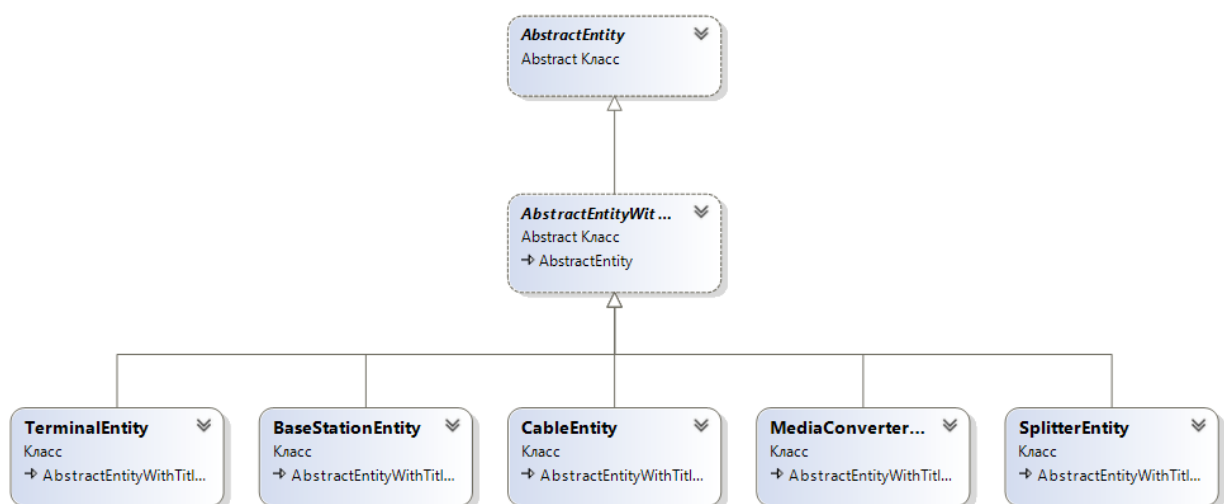 AbstractEntity
Abstract Класс
AbstractEntityWit ...
Abstract Класс
AbstractEntity
TerminalEntity
Класс
AbstractEntityWithTitl...
BaseStationEntity
Класс
AbstractEntityWithTitl...
CableEntity
Класс
AbstractEntityWithTitl...
MediaConverter...
Класс
AbstractEntityWithTitl...
SplitterEntity
Класс
AbstractEntityWithTitl...